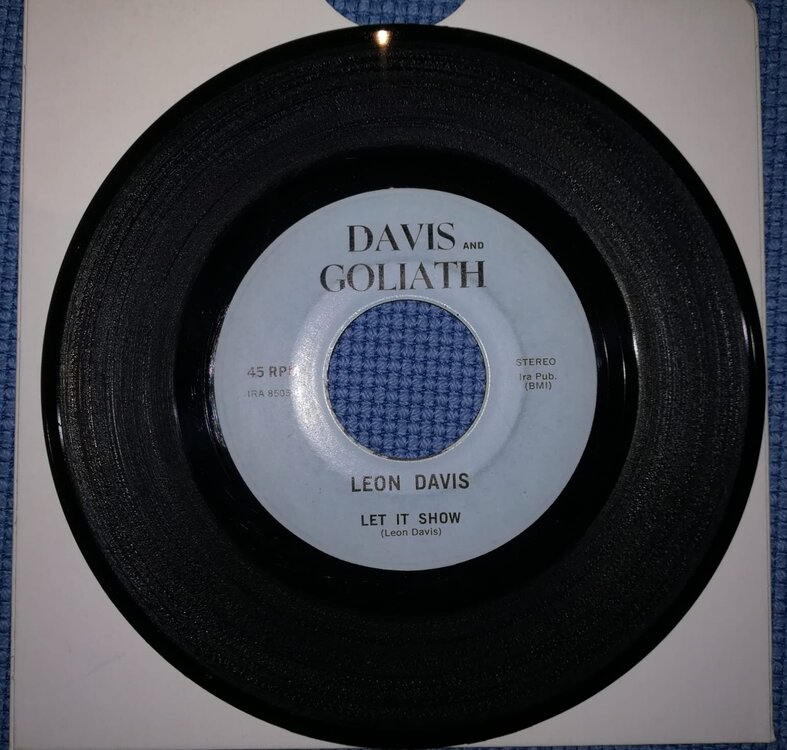 DAVIS AND
GOLIATH
45 RPM
STEREO
Ira Pub.
(BMI)
LEON DAVIS
LET IT SHOW
(Leon Davis)